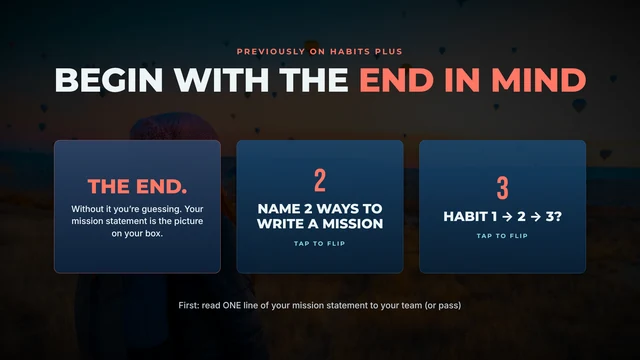 PREVIOUSLY ON HABITS PLUS
BEGIN WITH THE END IN MIND
THE END.
Without it you're guessing. Your
mission statement is the picture
on your box.
2
NAME 2 WAYS TO
WRITE A MISSION
TAP TO FLIP
3
HABIT 1 → 2 → 3?
TAP TO FLIP
First: read ONE line of your mission statement to your team (or pass)